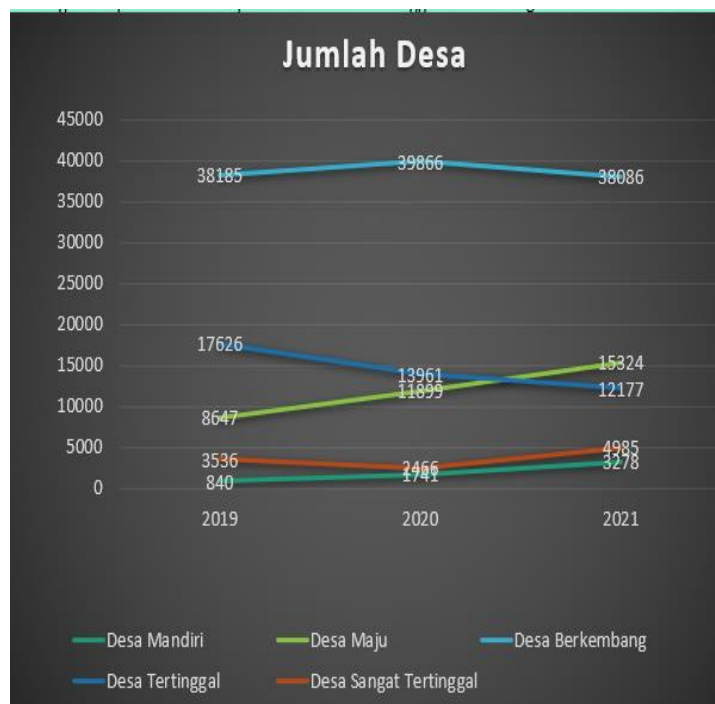 Jumlah Desa
45000
40000
35000
30000
25000
20000
15000
10000
5000
0
38185 39866 38086
17626 13961 12177
8647 11899 15324
3536 2466 4985
840 1741 3278
2019 2020 2021
Desa Mandiri Desa Maju Desa Berkembang
Desa Tertinggal Desa Sangat Tertinggal